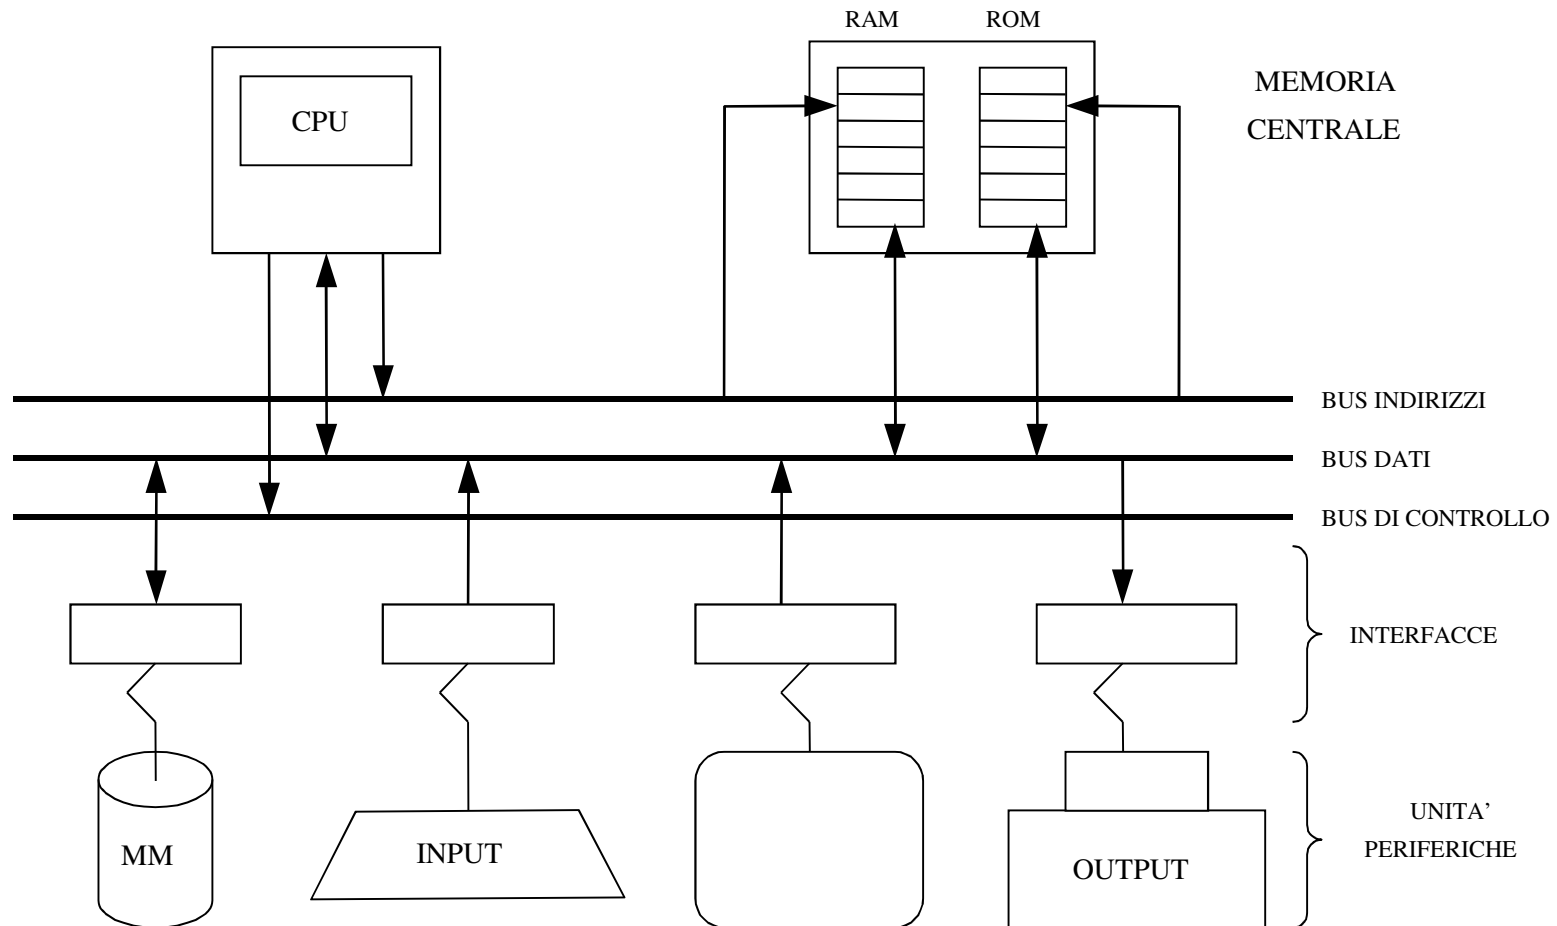 RAM ROM
CPU
MEMORIA
CENTRALE
BUS INDIRIZZI
BUS DATI
BUS DI CONTROLLO
INTERFACCE
MM
INPUT
OUTPUT
UNITA’
PERIFERICHE